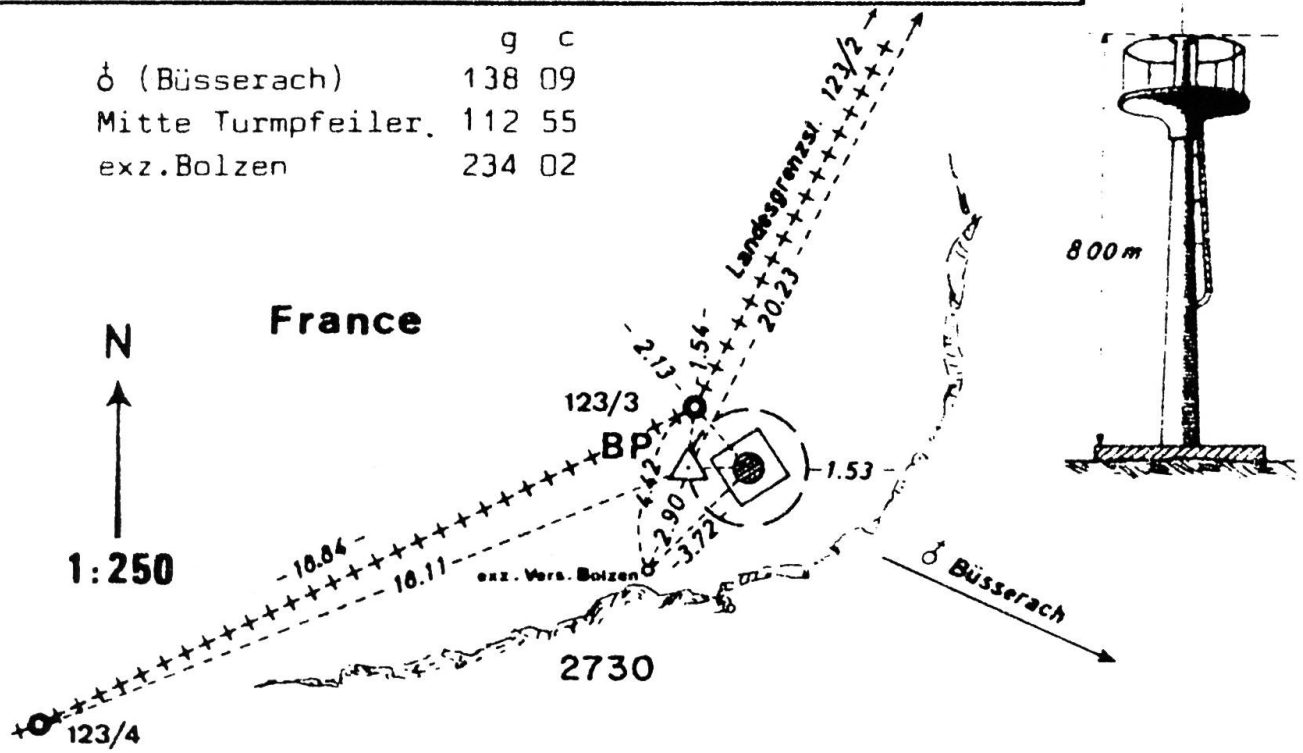 g c
♁ (Büsserach) 138 09
Mitte Turmpfeiler. 112 55
exz.Bolzen 234 02
Landesgrenzst. 123/2
20.23
8 00 m
N
France
2.13
1.54
123/3
BP
4.42
2.90
3.72
1.53
1:250
18.84
18.11
exz. Vers. Bolzen
♁ Büsserach
2730
123/4